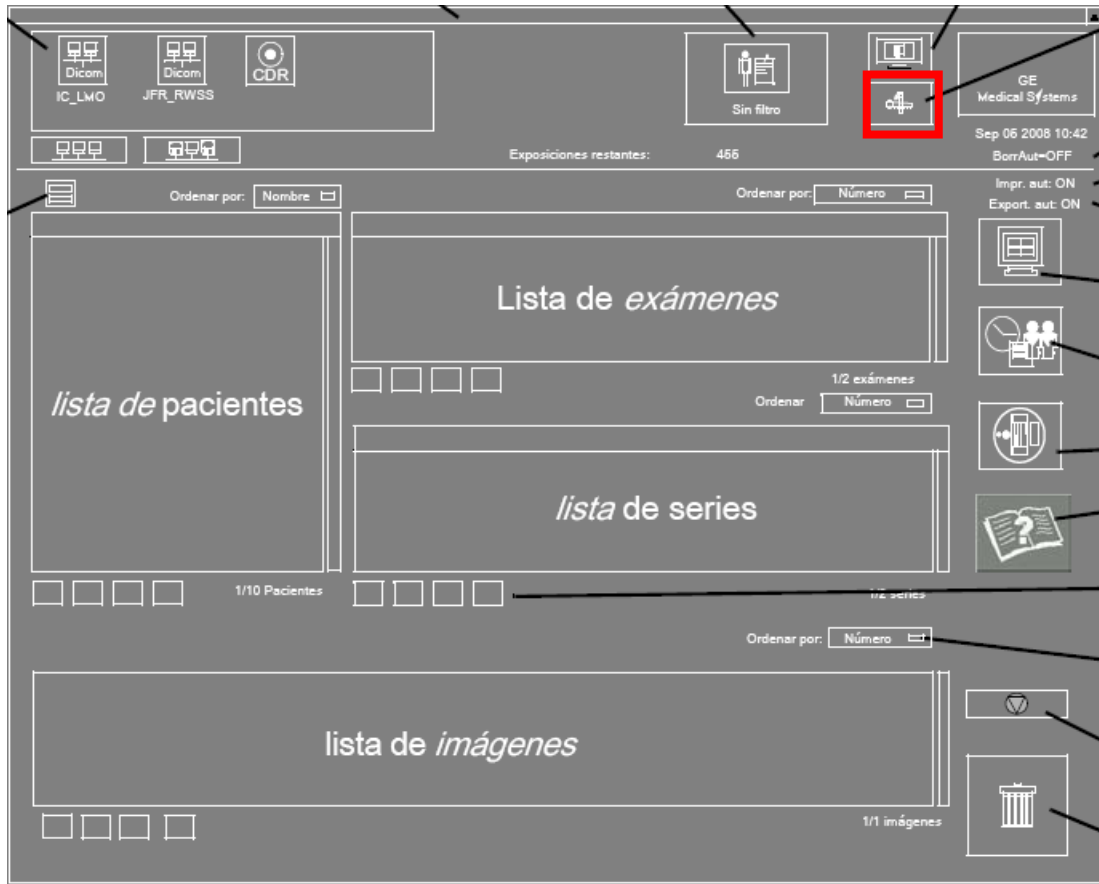 Dicom
Dicom
CDR
IC_LMO
JFR_RWSS
Sin filtro
GE
Medical Systems
Sep 06 2008 10:42
Exposiciones restantes: 466
BorrAut=OFF
Impr. aut: ON
Export. aut: ON
Ordenar por: Nombre
Ordenar por: Número
Lista de exámenes
1/2 exámenes
Ordenar Número
lista de pacientes
lista de series
1/10 Pacientes
1/2 series
Ordenar por: Número
lista de imágenes
1/1 imágenes